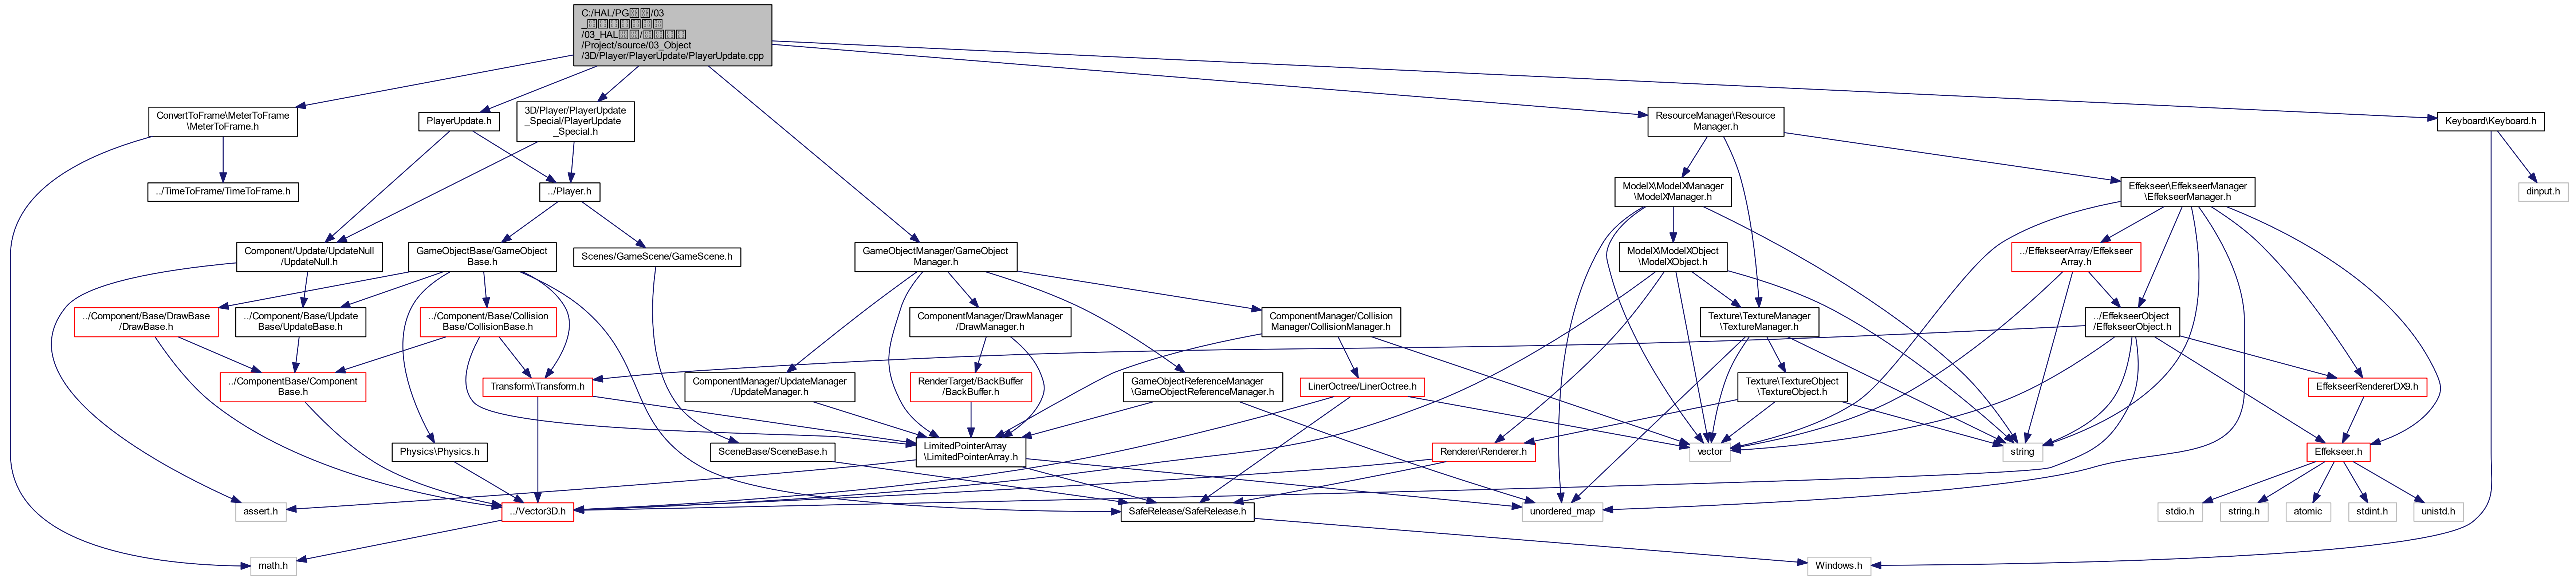 C:/HAL/PG
/03
_
/03_HAL
/Project/source/03_Object
/3D/Player/PlayerUpdate/PlayerUpdate.cpp
ConvertToFrame\MeterToFrame
\MeterToFrame.h
PlayerUpdate.h
3D/Player/PlayerUpdate
_Special/PlayerUpdate
_Special.h
ResourceManager\Resource
Manager.h
Keyboard\Keyboard.h
../TimeToFrame/TimeToFrame.h
../Player.h
ModelX\ModelXManager
\ModelXManager.h
Effekseer\EffekseerManager
\EffekseerManager.h
dinput.h
Component/Update/UpdateNull
/UpdateNull.h
GameObjectBase/GameObject
Base.h
Scenes/GameScene/GameScene.h
GameObjectManager/GameObject
Manager.h
ModelX\ModelXObject
\ModelXObject.h
../EffekseerArray/Effekseer
Array.h
../Component/Base/DrawBase
/DrawBase.h
../Component/Base/Update
Base/UpdateBase.h
../Component/Base/Collision
Base/CollisionBase.h
ComponentManager/DrawManager
/DrawManager.h
ComponentManager/Collision
Manager/CollisionManager.h
Texture\TextureManager
\TextureManager.h
../EffekseerObject
/EffekseerObject.h
../ComponentBase/Component
Base.h
Transform\Transform.h
ComponentManager/UpdateManager
/UpdateManager.h
RenderTarget/BackBuffer
/BackBuffer.h
GameObjectReferenceManager
\GameObjectReferenceManager.h
LinerOctree/LinerOctree.h
Texture\TextureObject
\TextureObject.h
EffekseerRendererDX9.h
Physics\Physics.h
SceneBase/SceneBase.h
LimitedPointerArray
\LimitedPointerArray.h
Renderer\Renderer.h
vector
string
Effekseer.h
assert.h
../Vector3D.h
SafeRelease/SafeRelease.h
unordered_map
stdio.h
string.h
atomic
stdint.h
unistd.h
math.h
Windows.h